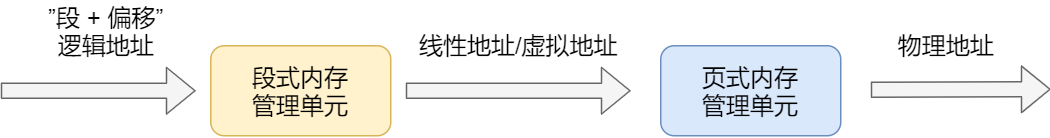 ”段 + 偏移”
逻辑地址
段式内存
管理单元
线性地址/虚拟地址
页式内存
管理单元
物理地址